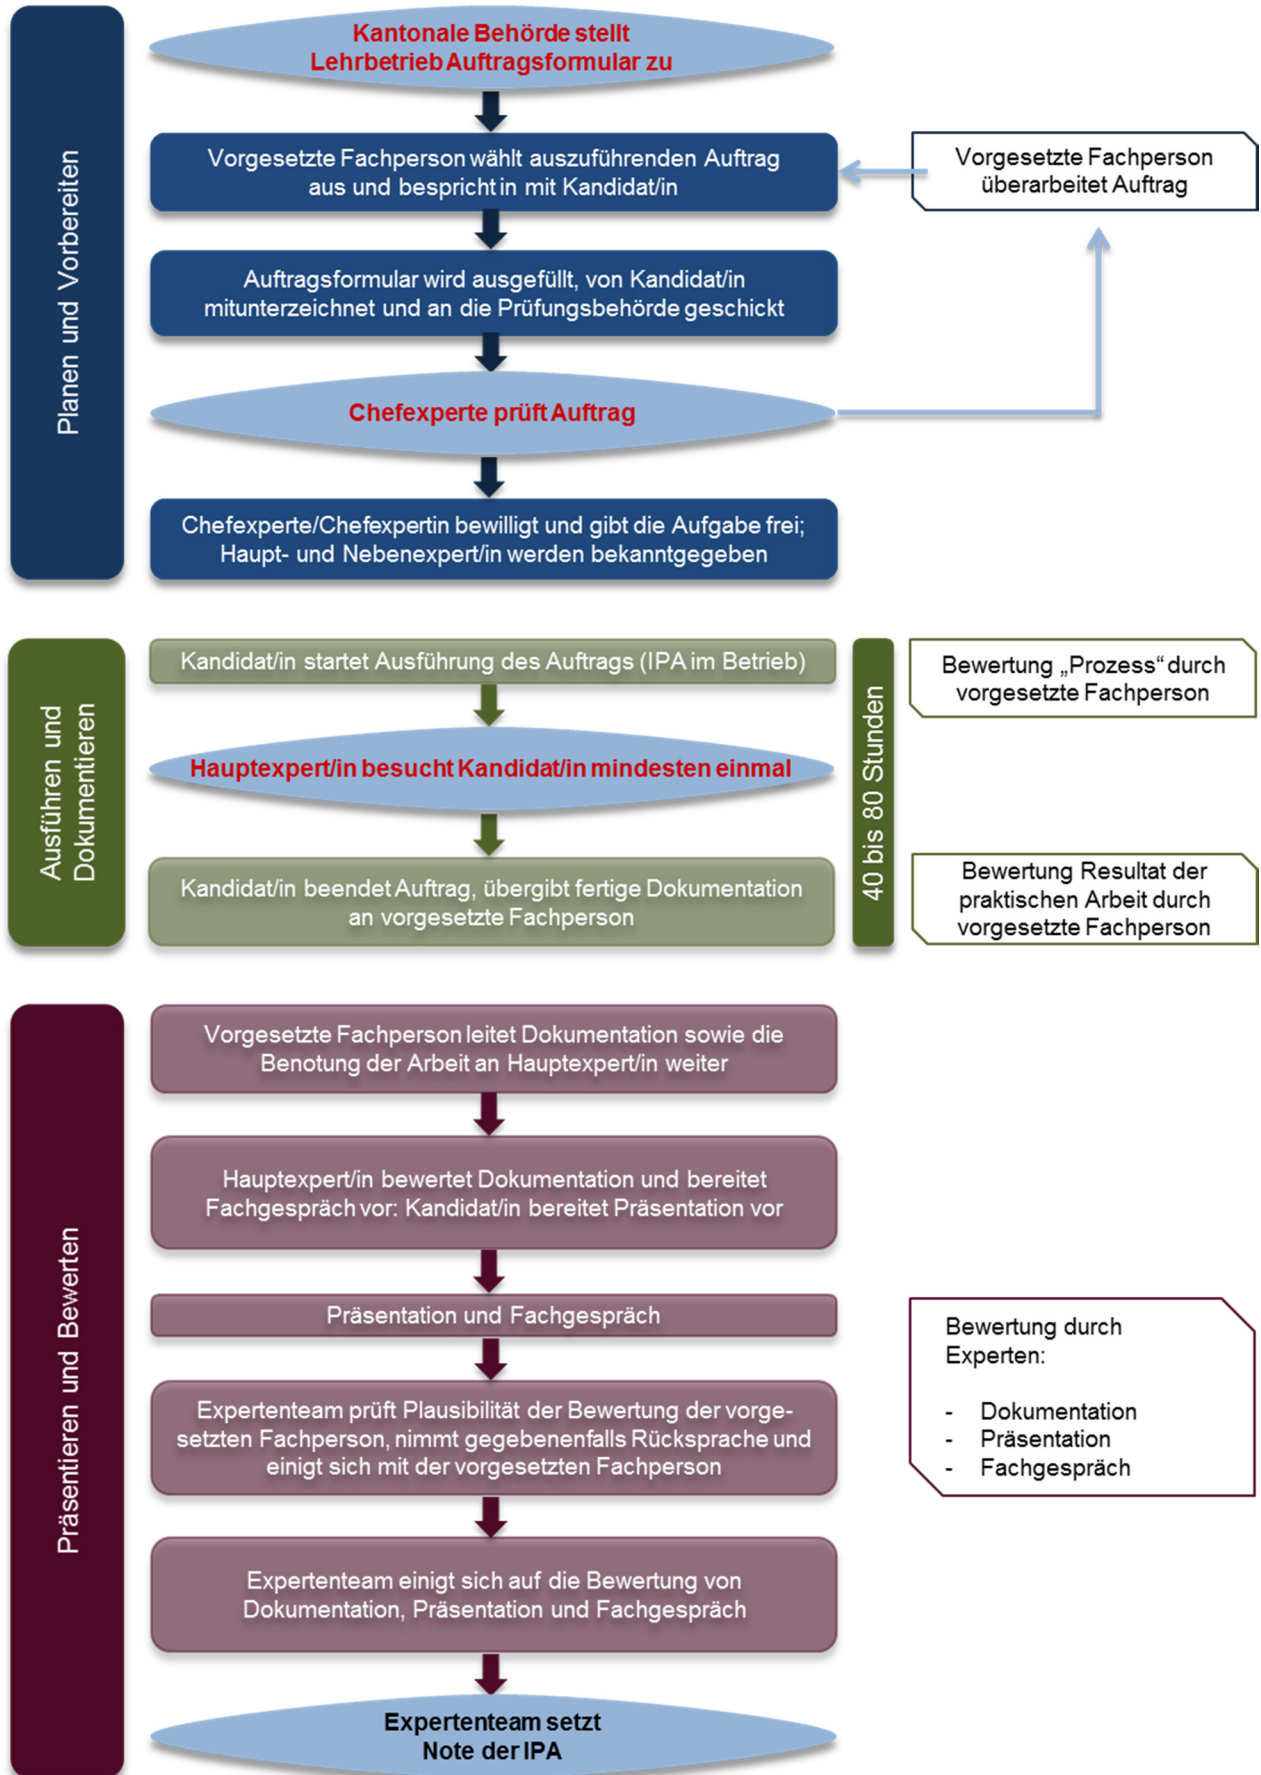 Planen und Vorbereiten
Kantonale Behörde stellt
Lehrbetrieb Auftragsformular zu
Vorgesetzte Fachperson wählt auszuführenden Auftrag
aus und bespricht in mit Kandidat/in
Vorgesetzte Fachperson
überarbeitet Auftrag
Auftragsformular wird ausgefüllt, von Kandidat/in
mitunterzeichnet und an die Prüfungsbehörde geschickt
Chefexperte prüft Auftrag
Chefexperte/Chefexpertin bewilligt und gibt die Aufgabe frei;
Haupt- und Nebenexpert/in werden bekanntgegeben
Ausführen und
Dokumentieren
Kandidat/in startet Ausführung des Auftrags (IPA im Betrieb)
Hauptexpert/in besucht Kandidat/in mindesten einmal
Kandidat/in beendet Auftrag, übergibt fertige Dokumentation
an vorgesetzte Fachperson
40 bis 80 Stunden
Bewertung „Prozess“ durch
vorgesetzte Fachperson
Bewertung Resultat der
praktischen Arbeit durch
vorgesetzte Fachperson
Präsentieren und Bewerten
Vorgesetzte Fachperson leitet Dokumentation sowie die
Benotung der Arbeit an Hauptexpert/in weiter
Hauptexpert/in bewertet Dokumentation und bereitet
Fachgespräch vor: Kandidat/in bereitet Präsentation vor
Präsentation und Fachgespräch
Expertenteam prüft Plausibilität der Bewertung der vorge-
setzten Fachperson, nimmt gegebenenfalls Rücksprache und
einigt sich mit der vorgesetzten Fachperson
Bewertung durch
Experten:
- Dokumentation
- Präsentation
- Fachgespräch
Expertenteam einigt sich auf die Bewertung von
Dokumentation, Präsentation und Fachgespräch
Expertenteam setzt
Note der IPA